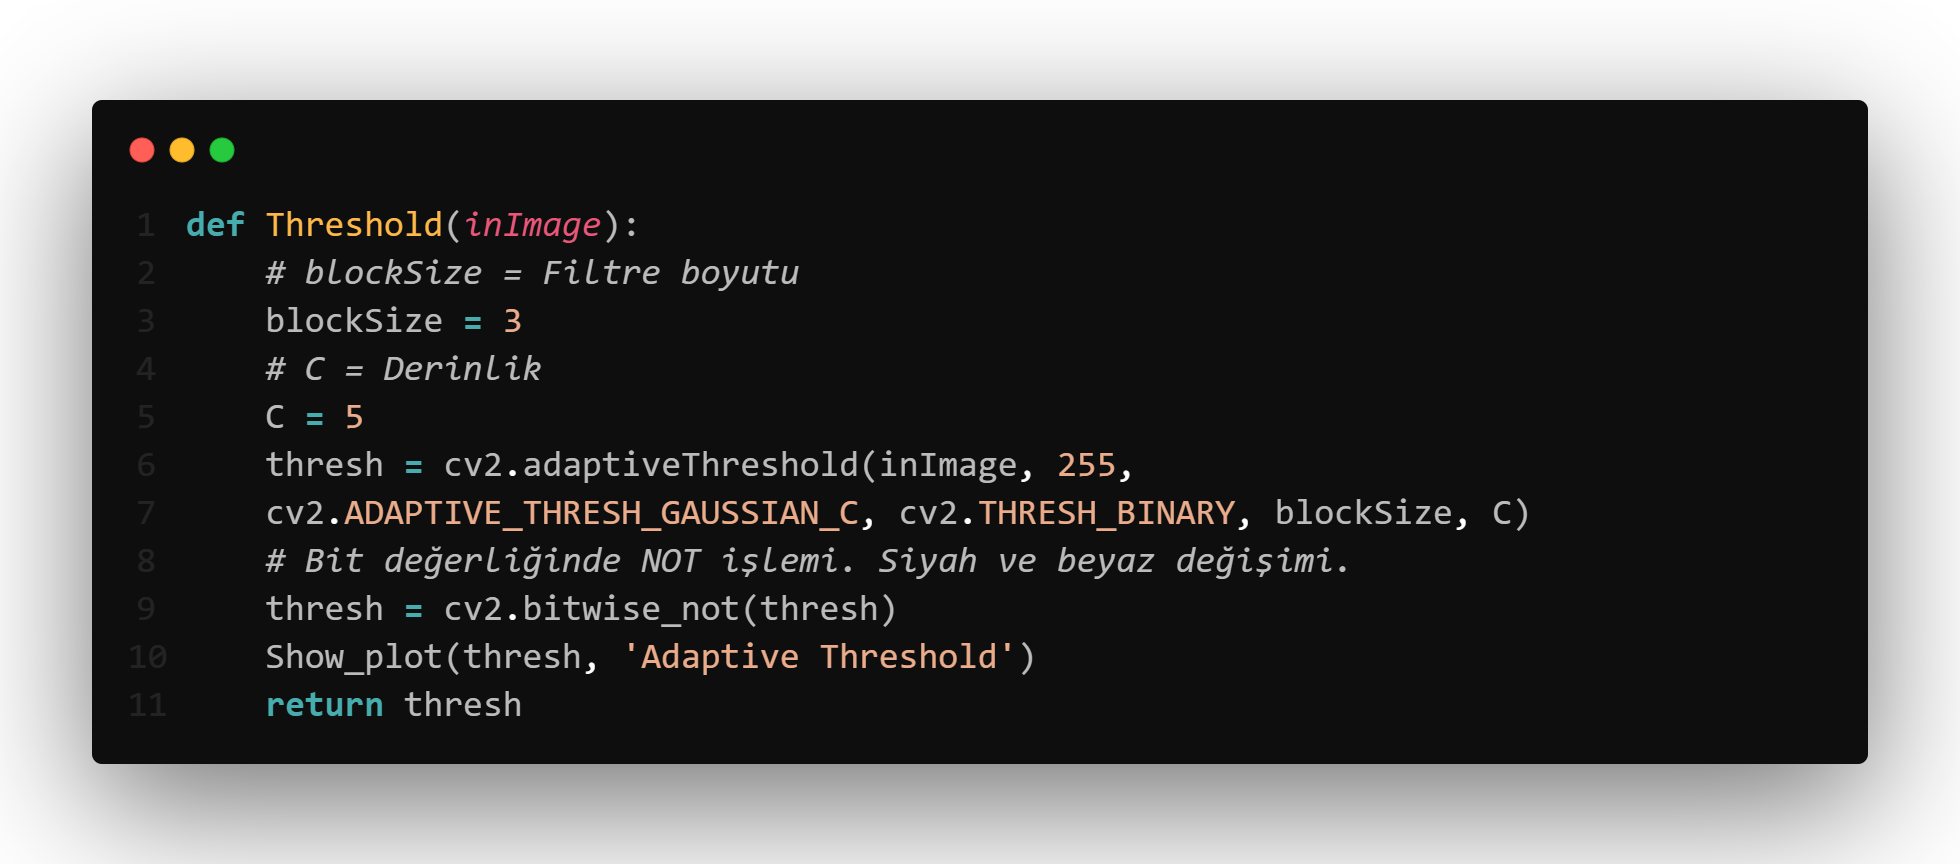 1 def Threshold(inImage):
2     # blockSize = Filtre boyutu
3     blockSize = 3
4     # C = Derinlik
5     C = 5
6     thresh = cv2.adaptiveThreshold(inImage, 255,
7     cv2.ADAPTIVE_THRESH_GAUSSIAN_C, cv2.THRESH_BINARY, blockSize, C)
8     # Bit değerliğinde NOT işlemi. Siyah ve beyaz değişimi.
9     thresh = cv2.bitwise_not(thresh)
10     Show_plot(thresh, 'Adaptive Threshold')
11     return thresh